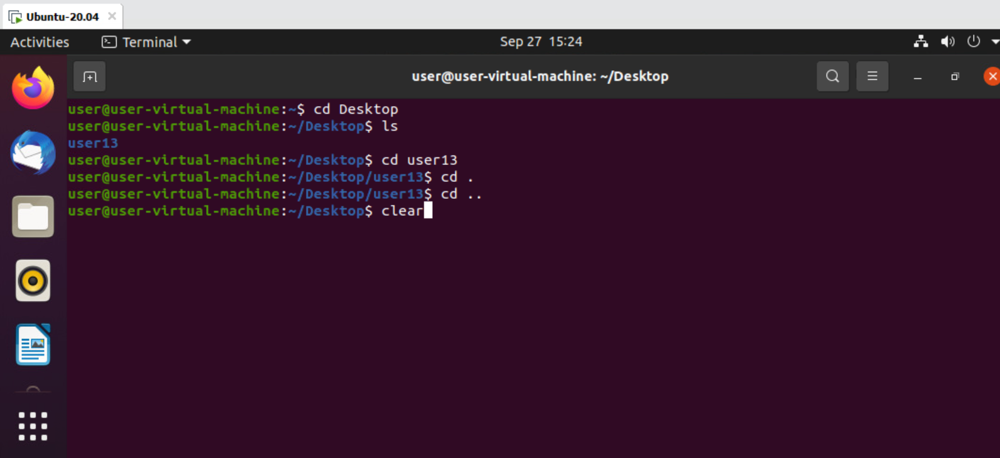 Ubuntu-20.04
Activities Terminal Sep 27 15:24
user@user-virtual-machine: ~/Desktop
user@user-virtual-machine:~$ cd Desktop
user@user-virtual-machine:~/Desktop$ ls
user13
user@user-virtual-machine:~/Desktop$ cd user13
user@user-virtual-machine:~/Desktop/user13$ cd .
user@user-virtual-machine:~/Desktop/user13$ cd ..
user@user-virtual-machine:~/Desktop$ clear